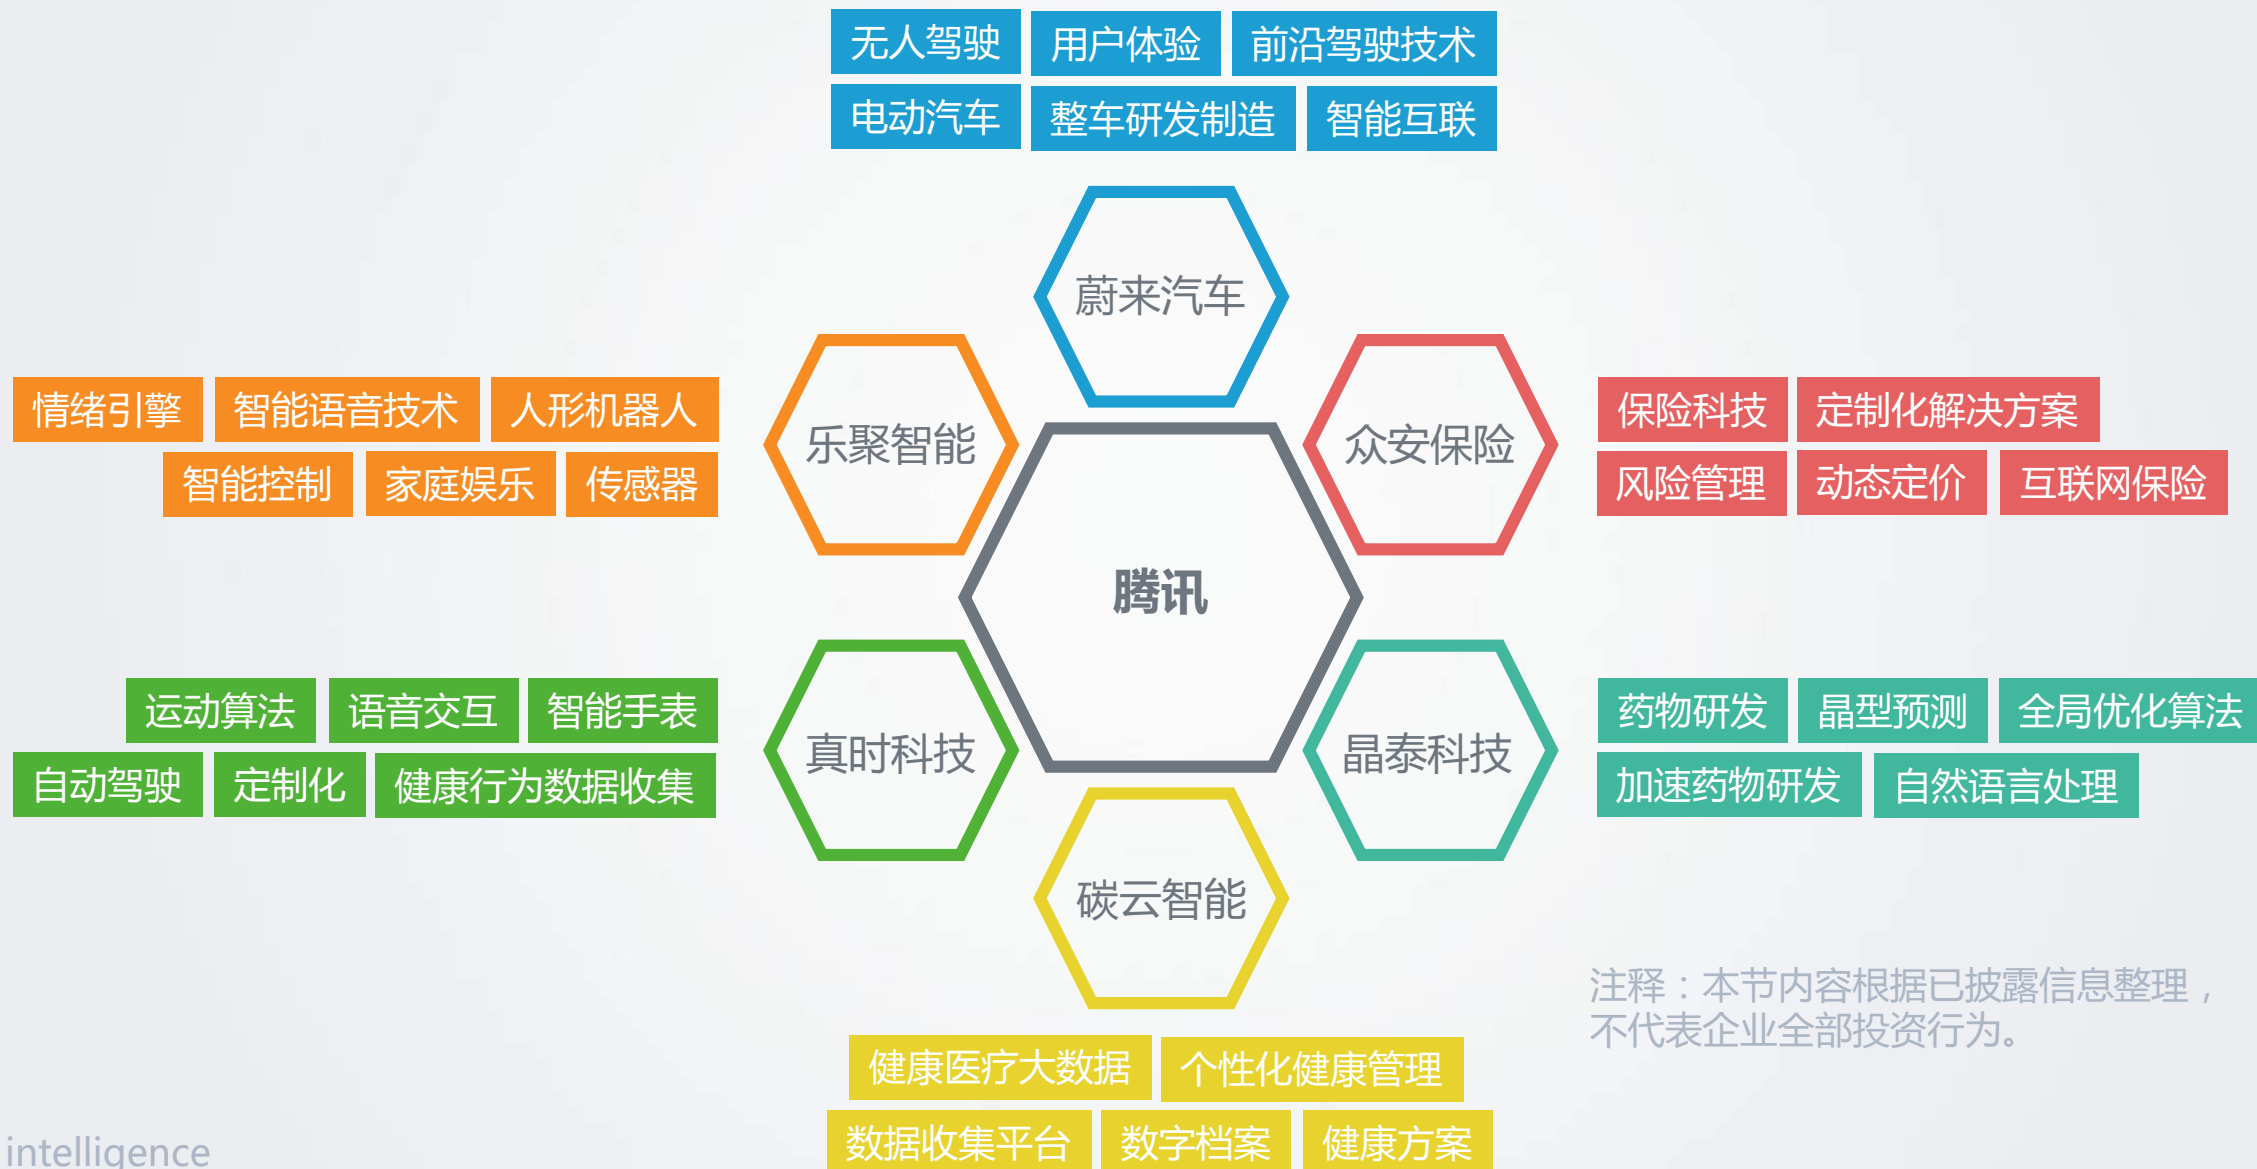 无人驾驶 用户体验 前沿驾驶技术
电动汽车 整车研发制造 智能互联
蔚来汽车
情绪引擎 智能语音技术 人形机器人
智能控制 家庭娱乐 传感器
乐聚智能
众安保险
保险科技 定制化解决方案
风险管理 动态定价 互联网保险
腾讯
运动算法 语音交互 智能手表
自动驾驶 定制化 健康行为数据收集
真时科技
晶泰科技
药物研发 晶型预测 全局优化算法
加速药物研发 自然语言处理
碳云智能
健康医疗大数据 个性化健康管理
数据收集平台 数字档案 健康方案
注释：本节内容根据已披露信息整理，
不代表企业全部投资行为。
intelligence